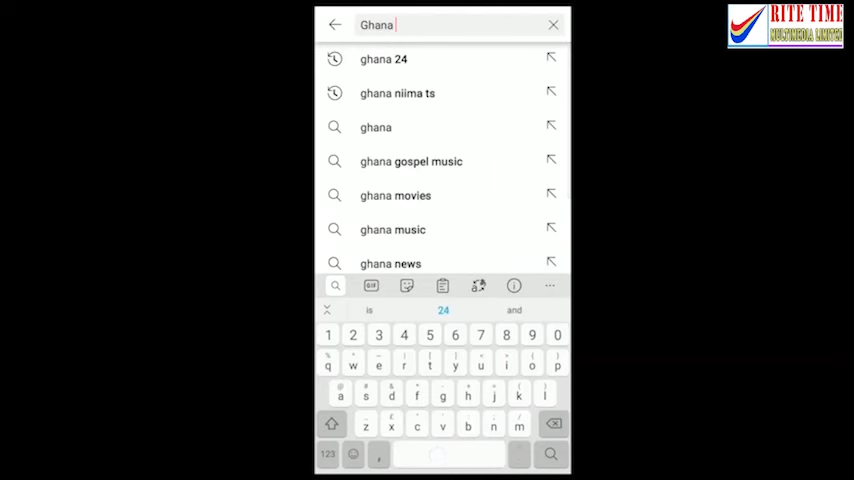 RITE TIME
MULTIMEDIA LIMITED
Ghana
ghana 24
ghana niima ts
ghana
ghana gospel music
ghana movies
ghana music
ghana news
GIF
is 24 and
1 2 3 4 5 6 7 8 9 0
q w e r t y u i o p
a s d f g h j k l
z x c v b n m
123 ,